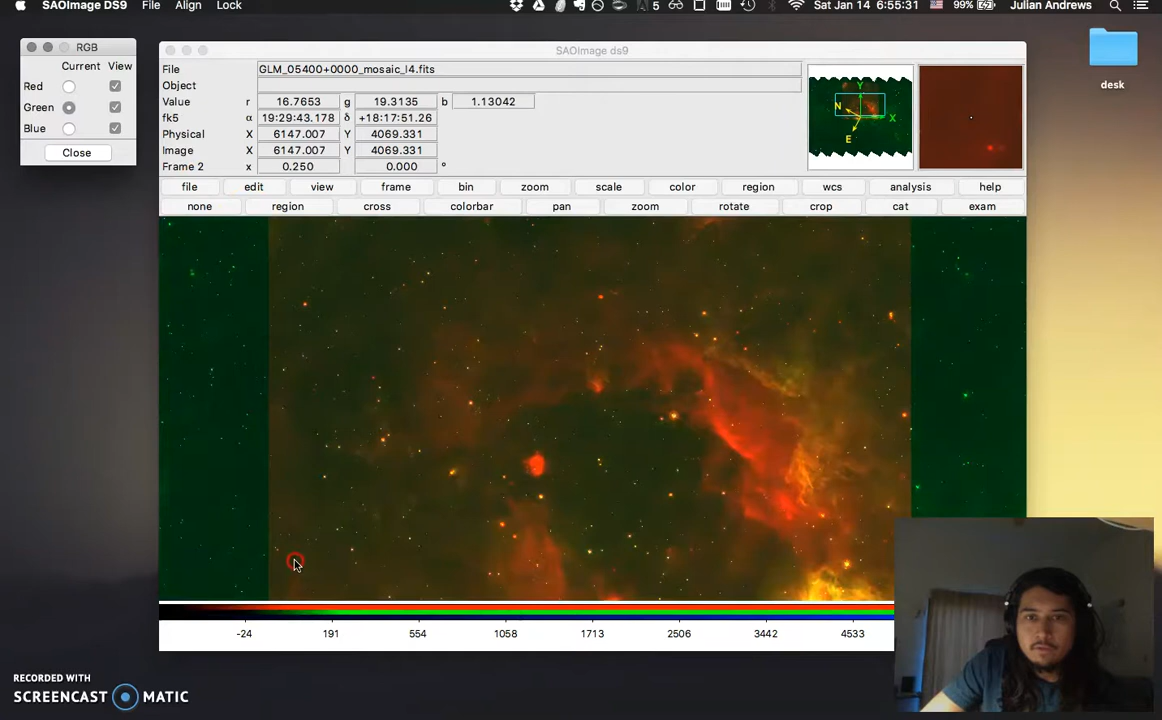 SAOImage DS9 File Align Lock A 5 Sat Jan 14 6:55:31 99% Julian Andrews
RGB
Current View
Red
Green
Blue
Close
SAOImage ds9
File GLM_05400+0000_mosaic_I4.fits
Object
Value r 16.7653 g 19.3135 b 1.13042
fk5 α 19:29:43.178 δ +18:17:51.26
Physical X 6147.007 Y 4069.331
Image X 6147.007 Y 4069.331
Frame 2 x 0.250 0.000 °
Y
N
X
E
file edit view frame bin zoom scale color region wcs analysis help
none region cross colorbar pan zoom rotate crop cat exam
-24 191 554 1058 1713 2506 3442 4533
desk
RECORDED WITH
SCREENCAST MATIC